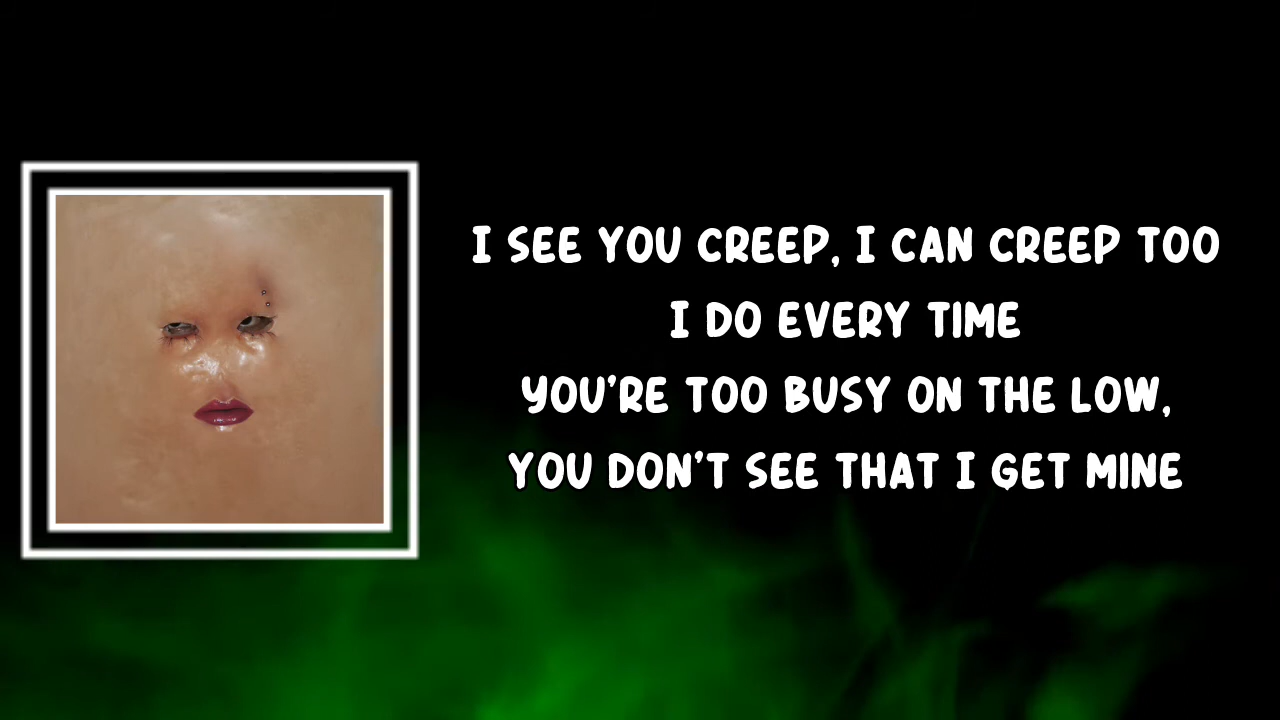 I SEE YOU CREEP, I CAN CREEP TOO
I DO EVERY TIME
YOU'RE TOO BUSY ON THE LOW,
YOU DON'T SEE THAT I GET MINE